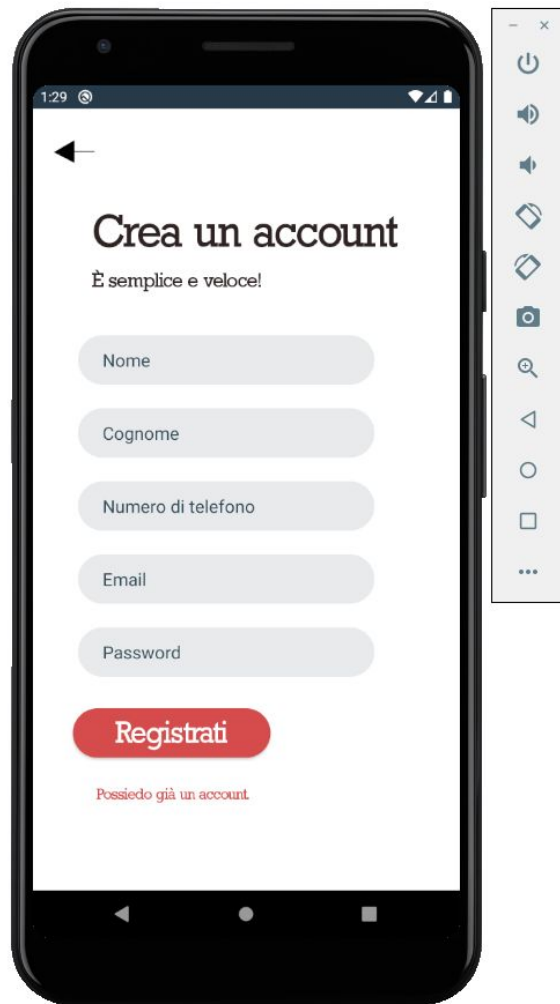 1:29
Crea un account
È semplice e veloce!
Nome
Cognome
Numero di telefono
Email
Password
Registrati
Possiedo già un account.